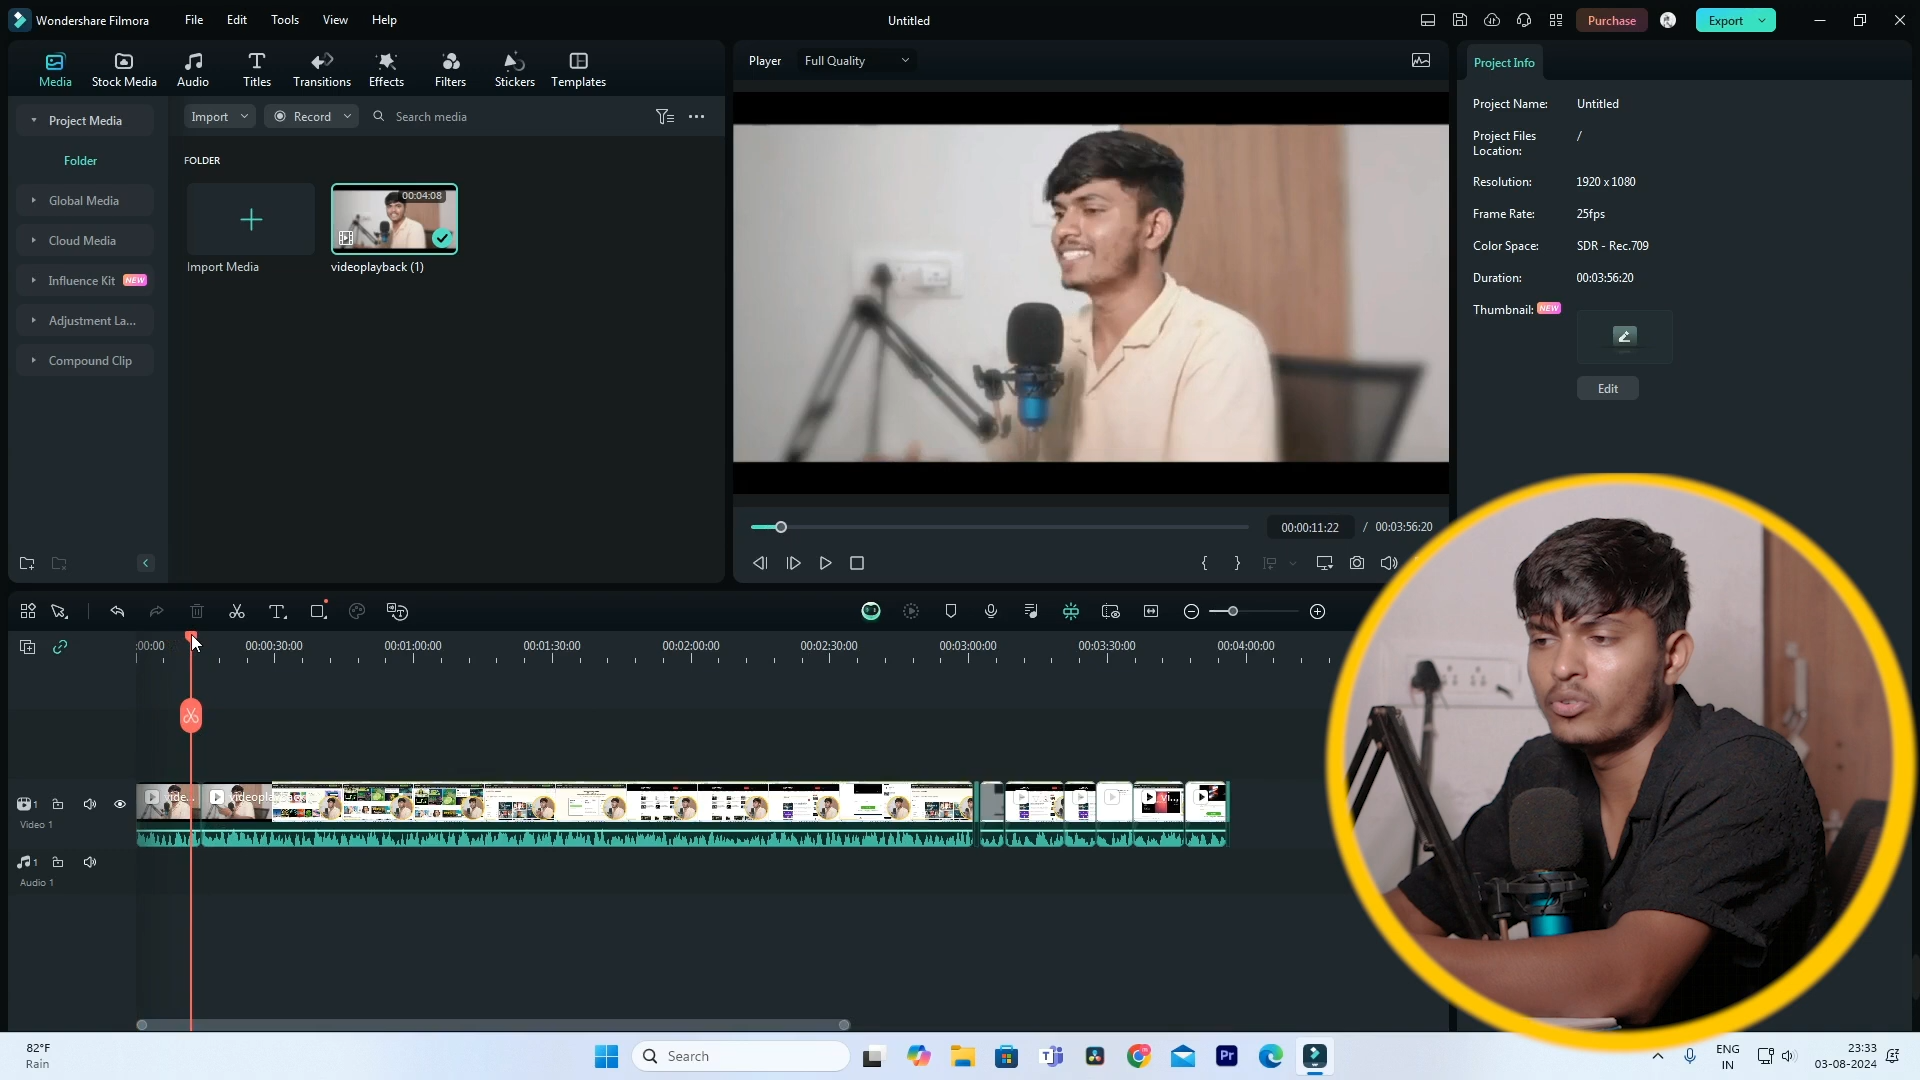 Wondershare Filmora File Edit Tools View Help Untitled Purchase Export
Media Stock Media Audio Titles Transitions Effects Filters Stickers Templates
Player Full Quality
Project Info
Project Media
Folder
Global Media
Cloud Media
Influence Kit NEW
Adjustment La...
Compound Clip
Import Record Search media
FOLDER
00:04:08
Import Media videoplayback (1)
00:00:11:22 / 00:03:56:20
Project Name: Untitled
Project Files Location: /
Resolution: 1920 x 1080
Frame Rate: 25fps
Color Space: SDR - Rec.709
Duration: 00:03:56:20
Thumbnail: NEW
Edit
:00:00 00:00:30:00 00:01:00:00 00:01:30:00 00:02:00:00 00:02:30:00 00:03:00:00 00:03:30:00 00:04:00:00
1
Video 1
1
Audio 1
82°F
Rain
Search
Pr
ENG
IN
23:33
03-08-2024